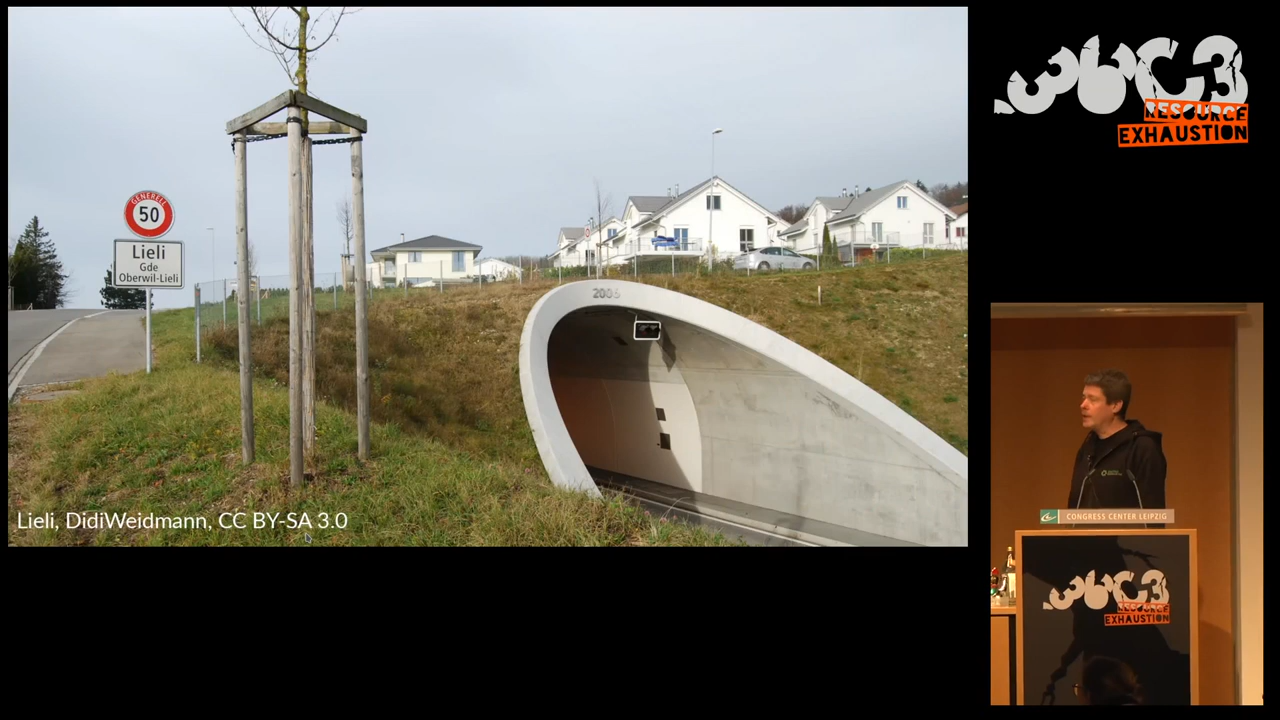 GENERELL
50
Lieli
Gde
Oberwil-Lieli
2006
Lieli, DidiWeidmann, CC BY-SA 3.0
36C3
RESOURCE
EXHAUSTION
CONGRESS CENTER LEIPZIG
36C3
RESOURCE
EXHAUSTION